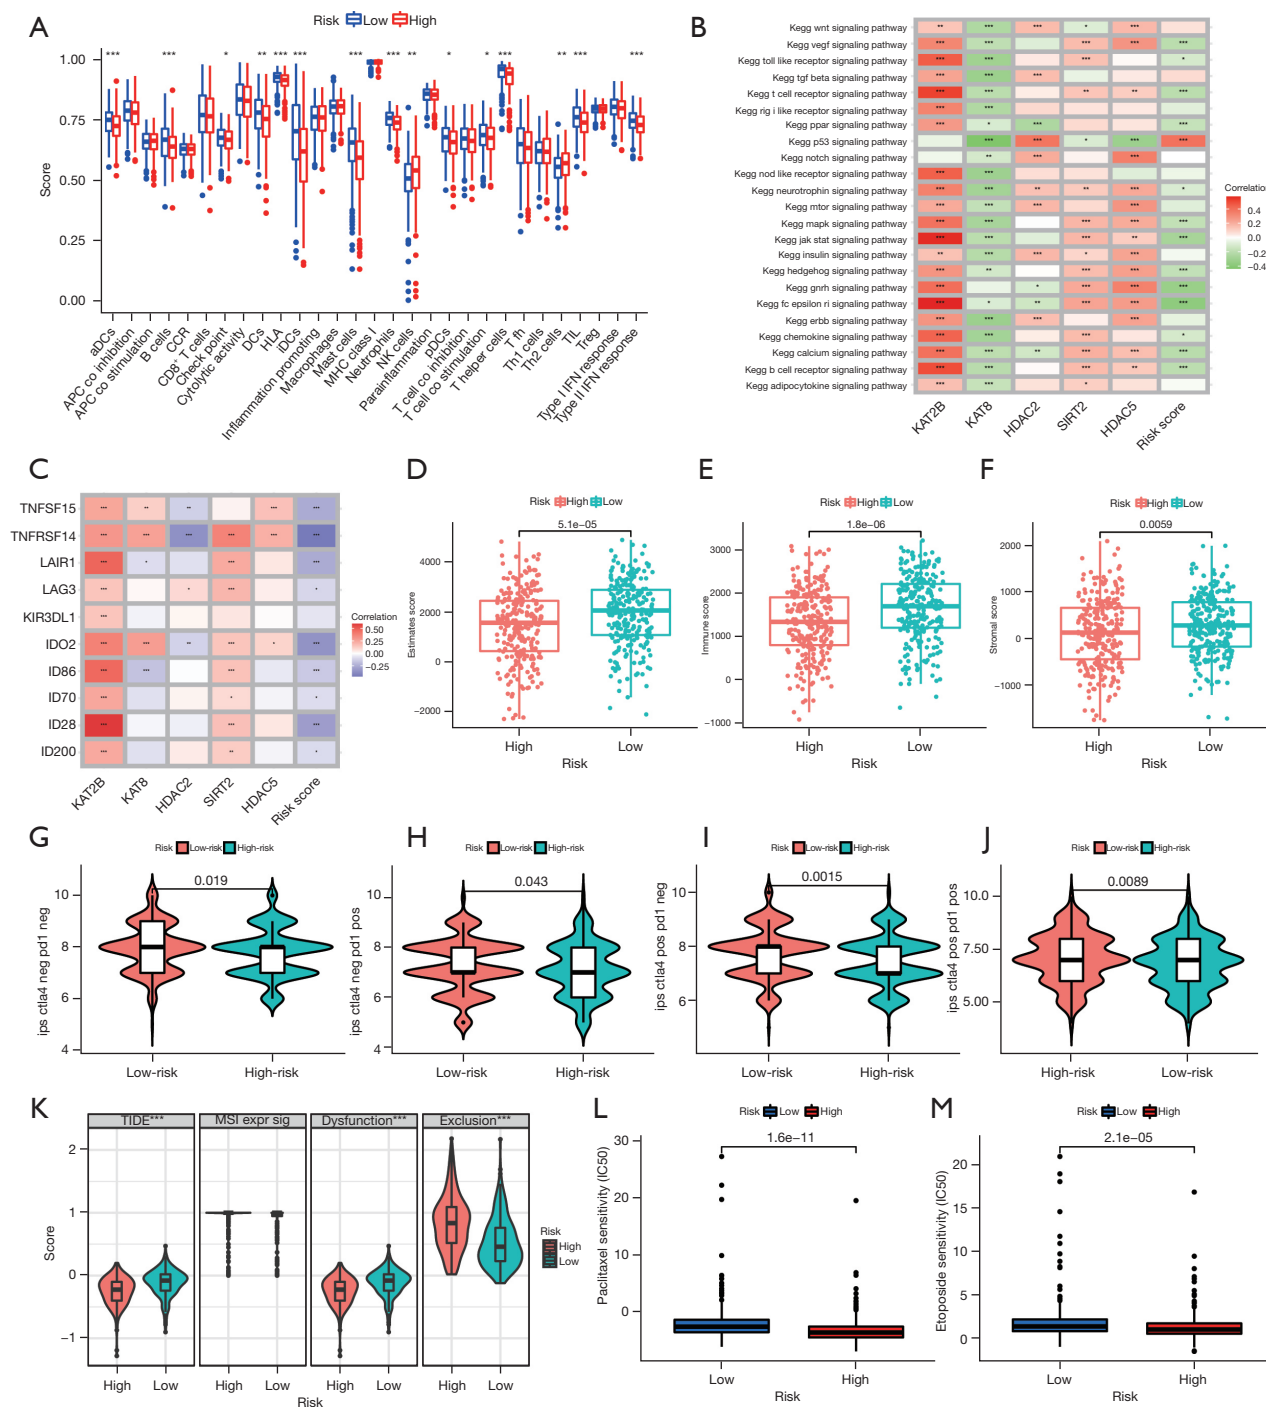 A
Risk Low High
Score
1.00
0.75
0.50
0.25
0.00
*** *** * ** *** *** *** *** ** * * *** ** *** ***
aDCs
APC co inhibition
APC co stimulation
B cells
CCR
CD8+ T cells
Check point
Cytolytic activity
DCs
HLA
iDCs
Inflammation promoting
Macrophages
Mast cells
MHC class I
Neutrophils
NK cells
Parainflammation
pDCs
T cell co inhibition
T cell co stimulation
T helper cells
T fh
Th1 cells
Th2 cells
TIL
Treg
Type I IFN response
Type II IFN response
B
Kegg wnt signaling pathway
Kegg vegf signaling pathway
Kegg toll like receptor signaling pathway
Kegg tgf beta signaling pathway
Kegg t cell receptor signaling pathway
Kegg rig i like receptor signaling pathway
Kegg ppar signaling pathway
Kegg p53 signaling pathway
Kegg notch signaling pathway
Kegg nod like receptor signaling pathway
Kegg neurotrophin signaling pathway
Kegg mtor signaling pathway
Kegg mapk signaling pathway
Kegg jak stat signaling pathway
Kegg insulin signaling pathway
Kegg hedgehog signaling pathway
Kegg gnrh signaling pathway
Kegg fc epsilon ri signaling pathway
Kegg erbb signaling pathway
Kegg chemokine signaling pathway
Kegg calcium signaling pathway
Kegg b cell receptor signaling pathway
Kegg adipocytokine signaling pathway
KAT2B
KAT8
HDAC2
SIRT2
HDAC5
Risk score
Correlation
0.4
0.2
0.0
−0.2
−0.4
C
TNFSF15
TNFRSF14
LAIR1
LAG3
KIR3DL1
IDO2
ID86
ID70
ID28
ID200
KAT2B
KAT8
HDAC2
SIRT2
HDAC5
Risk score
Correlation
0.50
0.25
0.00
−0.25
D
Risk High Low
5.1e−05
Estimates score
4000
2000
0
−2000
High Low
Risk
E
Risk High Low
1.8e−06
Immune score
3000
2000
1000
0
−1000
High Low
Risk
F
Risk High Low
0.0059
Stromal score
2000
1000
0
−1000
High Low
Risk
G
Risk Low-risk High-risk
0.019
ips ctla4 neg pd1 neg
10
8
6
4
Low-risk High-risk
H
Risk Low-risk High-risk
0.043
ips ctla4 neg pd1 pos
10
8
6
4
Low-risk High-risk
I
Risk Low-risk High-risk
0.0015
ips ctla4 pos pd1 neg
10
8
6
Low-risk High-risk
J
Risk Low-risk High-risk
0.0089
ips ctla4 pos pd1 pos
10.0
7.50
5.00
High-risk Low-risk
K
TIDE*** MSI expr sig Dysfunction*** Exclusion***
Score
2
1
0
−1
High Low High Low High Low High Low
Risk
Risk
High
Low
L
Risk Low High
1.6e−11
Paclitaxel sensitivity (IC50)
30
20
10
0
Low High
Risk
M
Risk Low High
2.1e−05
Etoposide sensitivity (IC50)
20
15
10
5
0
Low High
Risk